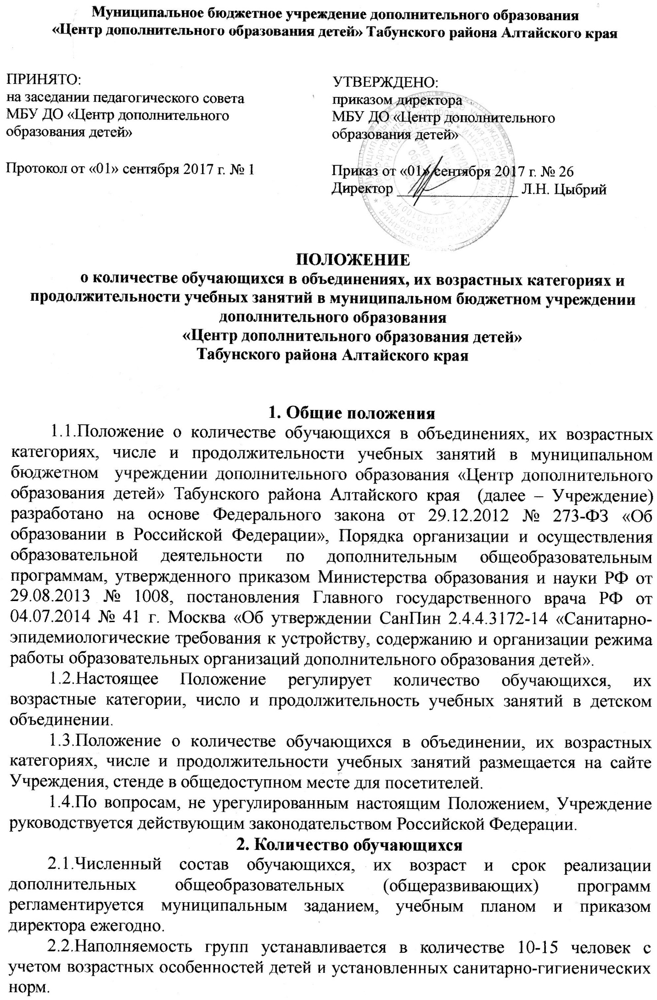 Муниципальное бюджетное учреждение дополнительного образования
«Центр дополнительного образования детей» Табунского района Алтайского края
ПРИНЯТО:
на заседании педагогического совета
МБУ ДО «Центр дополнительного
образования детей»
Протокол от «01» сентября 2017 г. № 1
УТВЕРЖДЕНО:
приказом директора
МБУ ДО «Центр дополнительного
образования детей»
Приказ от «01» сентября 2017 г. № 26
Директор ________________ Л.Н. Цыбрий
ПОЛОЖЕНИЕ
о количестве обучающихся в объединениях, их возрастных категориях и
продолжительности учебных занятий в муниципальном бюджетном учреждении
дополнительного образования
«Центр дополнительного образования детей»
Табунского района Алтайского края
1. Общие положения
1.1.Положение о количестве обучающихся в объединениях, их возрастных
категориях, числе и продолжительности учебных занятий в муниципальном
бюджетном учреждении дополнительного образования «Центр дополнительного
образования детей» Табунского района Алтайского края (далее – Учреждение)
разработано на основе Федерального закона от 29.12.2012 № 273-ФЗ «Об
образовании в Российской Федерации», Порядка организации и осуществления
образовательной деятельности по дополнительным общеобразовательным
программам, утвержденного приказом Министерства образования и науки РФ от
29.08.2013 № 1008, постановления Главного государственного врача РФ от
04.07.2014 № 41 г. Москва «Об утверждении СанПин 2.4.4.3172-14 «Санитарно-
эпидемиологические требования к устройству, содержанию и организации режима
работы образовательных организаций дополнительного образования детей».
1.2.Настоящее Положение регулирует количество обучающихся, их
возрастные категории, число и продолжительность учебных занятий в детском
объединении.
1.3.Положение о количестве обучающихся в объединении, их возрастных
категориях, числе и продолжительности учебных занятий размещается на сайте
Учреждения, стенде в общедоступном месте для посетителей.
1.4.По вопросам, не урегулированным настоящим Положением, Учреждение
руководствуется действующим законодательством Российской Федерации.
2. Количество обучающихся
2.1.Численный состав обучающихся, их возраст и срок реализации
дополнительных общеобразовательных (общеразвивающих) программ
регламентируется муниципальным заданием, учебным планом и приказом
директора ежегодно.
2.2.Наполняемость групп устанавливается в количестве 10-15 человек с
учетом возрастных особенностей детей и установленных санитарно-гигиенических
норм.